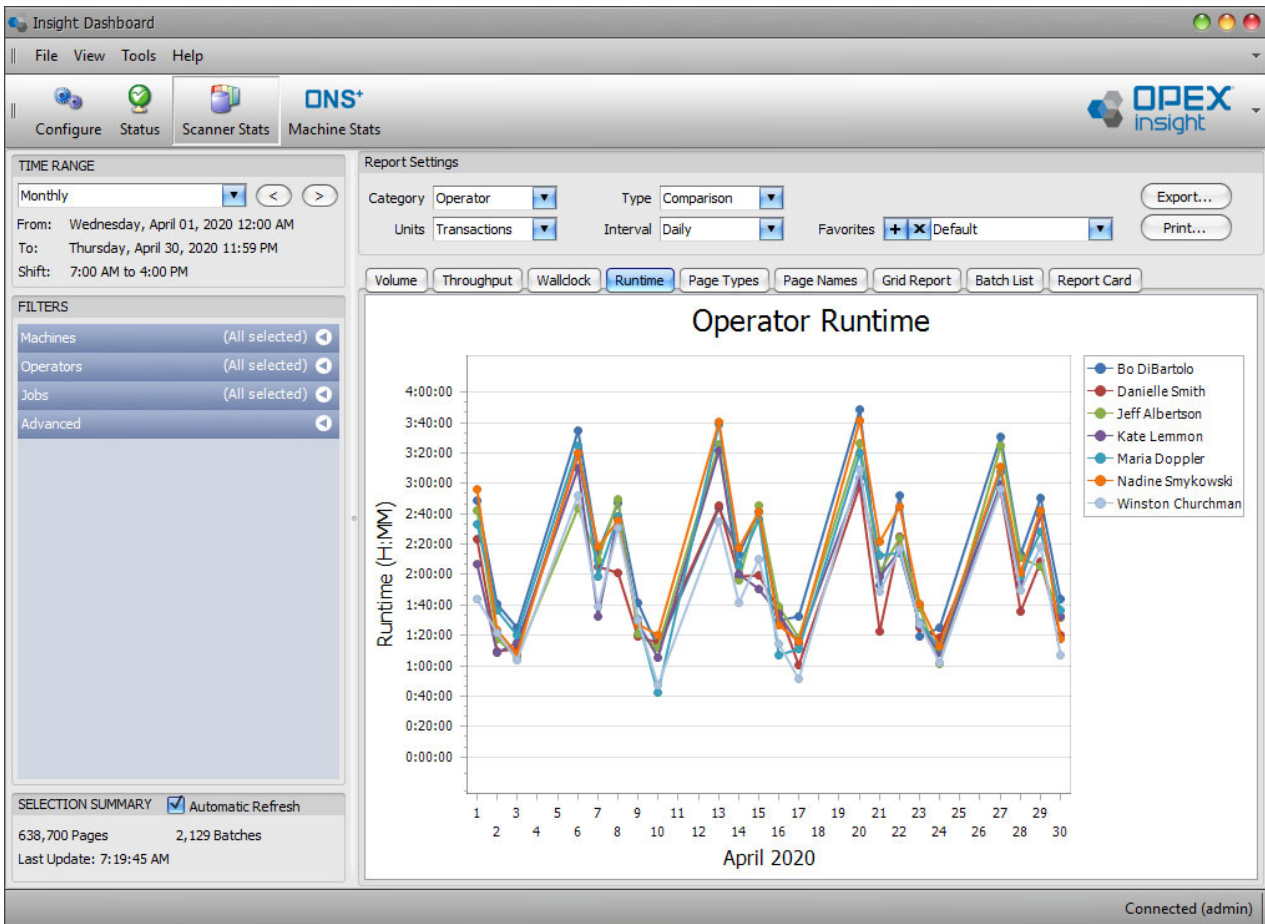 Insight Dashboard
File View Tools Help
Configure Status Scanner Stats ONS+ Machine Stats
OPEX insight
TIME RANGE
Monthly < >
From: Wednesday, April 01, 2020 12:00 AM
To: Thursday, April 30, 2020 11:59 PM
Shift: 7:00 AM to 4:00 PM
FILTERS
Machines (All selected)
Operators (All selected)
Jobs (All selected)
Advanced
SELECTION SUMMARY Automatic Refresh
638,700 Pages 2,129 Batches
Last Update: 7:19:45 AM
Report Settings
Category Operator Type Comparison Export...
Units Transactions Interval Daily Favorites + x Default Print...
Volume Throughput Wallclock Runtime Page Types Page Names Grid Report Batch List Report Card
Operator Runtime
Runtime (H:MM)
4:00:00
3:40:00
3:20:00
3:00:00
2:40:00
2:20:00
2:00:00
1:40:00
1:20:00
1:00:00
0:40:00
0:20:00
0:00:00
1 3 5 7 9 11 13 15 17 19 21 23 25 27 29
2 4 6 8 10 12 14 16 18 20 22 24 26 28 30
April 2020
Bo DiBartolo
Danielle Smith
Jeff Albertson
Kate Lemmon
Maria Doppler
Nadine Smykowski
Winston Churchman
Connected (admin)